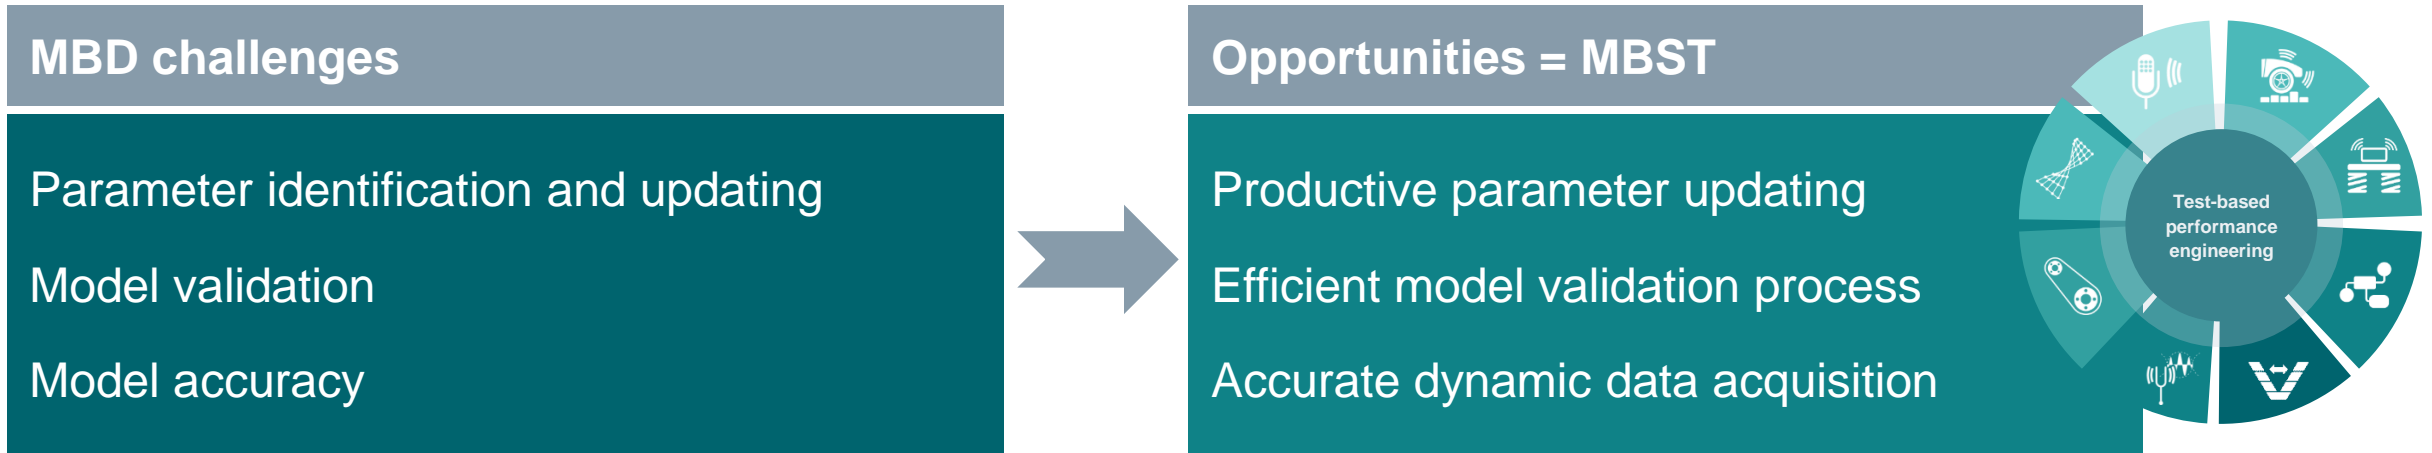 MBD challenges
Parameter identification and updating
Model validation
Model accuracy
Opportunities = MBST
Productive parameter updating
Efficient model validation process
Accurate dynamic data acquisition
Test-based
performance
engineering